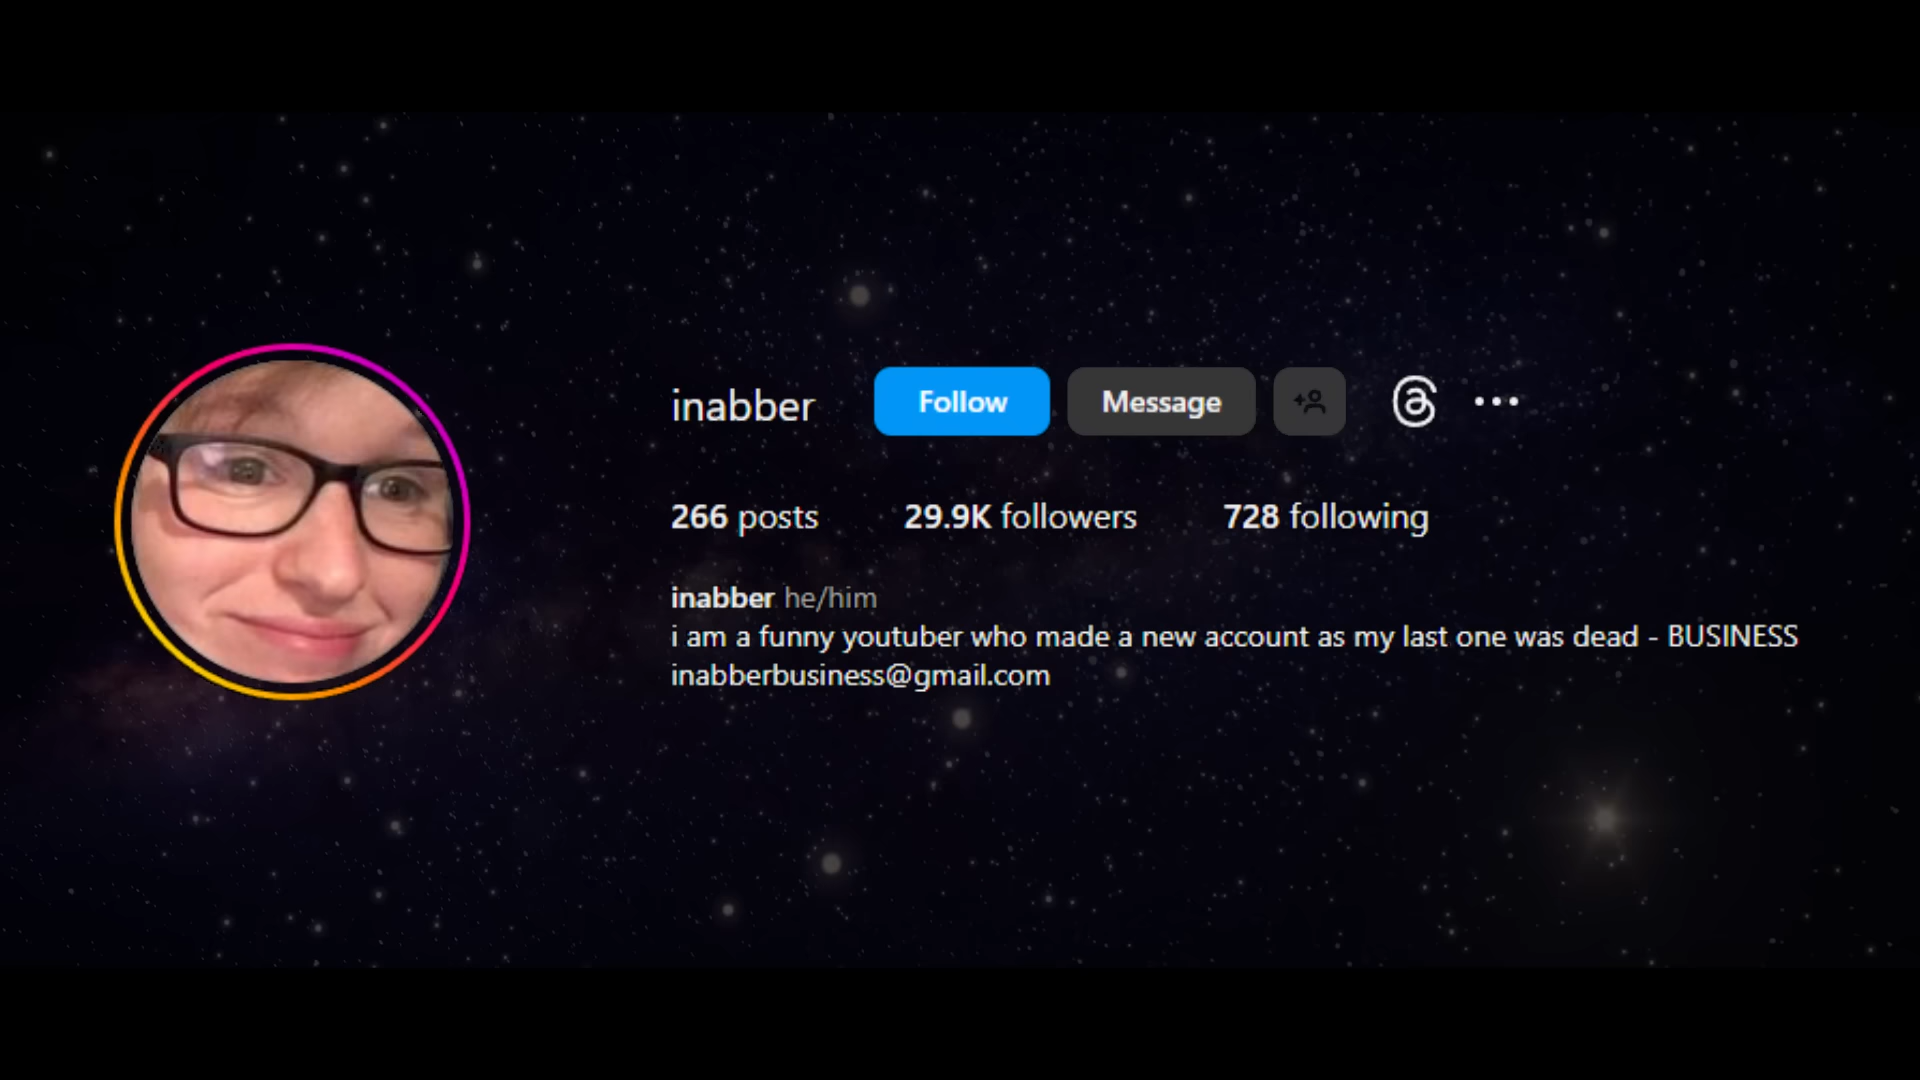 inabber Follow Message
266 posts 29.9K followers 728 following
inabber he/him
i am a funny youtuber who made a new account as my last one was dead - BUSINESS
inabberbusiness@gmail.com